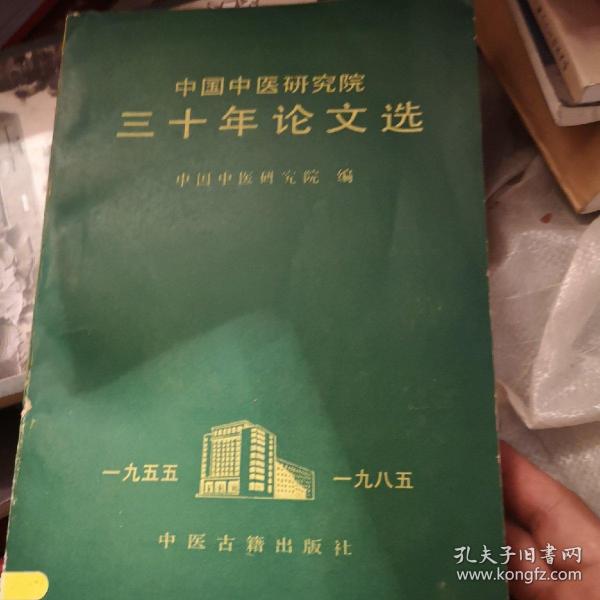 中国中医研究院
三十年论文选
中国中医研究院 编
一九五五
一九八五
中医古籍出版社
孔夫子旧书网
www.kongfz.com